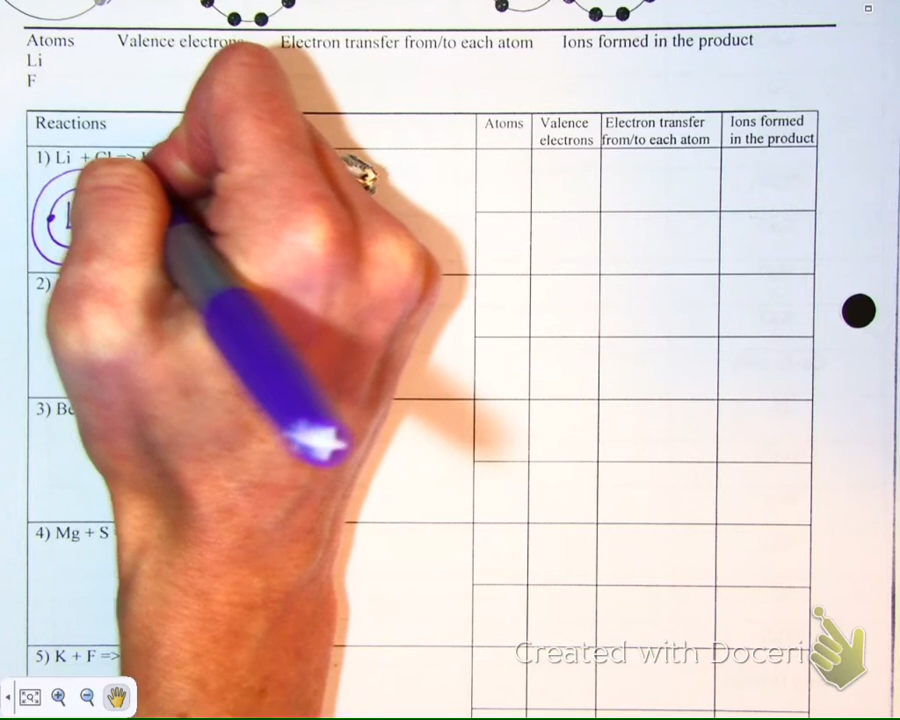 Atoms Valence electrons Electron transfer from/to each atom Ions formed in the product
Li
F
Reactions Atoms Valence electrons Electron transfer from/to each atom Ions formed in the product
1) Li + Cl =>
2)
3) Be
4) Mg + S
5) K + F =>
Created with Doceri